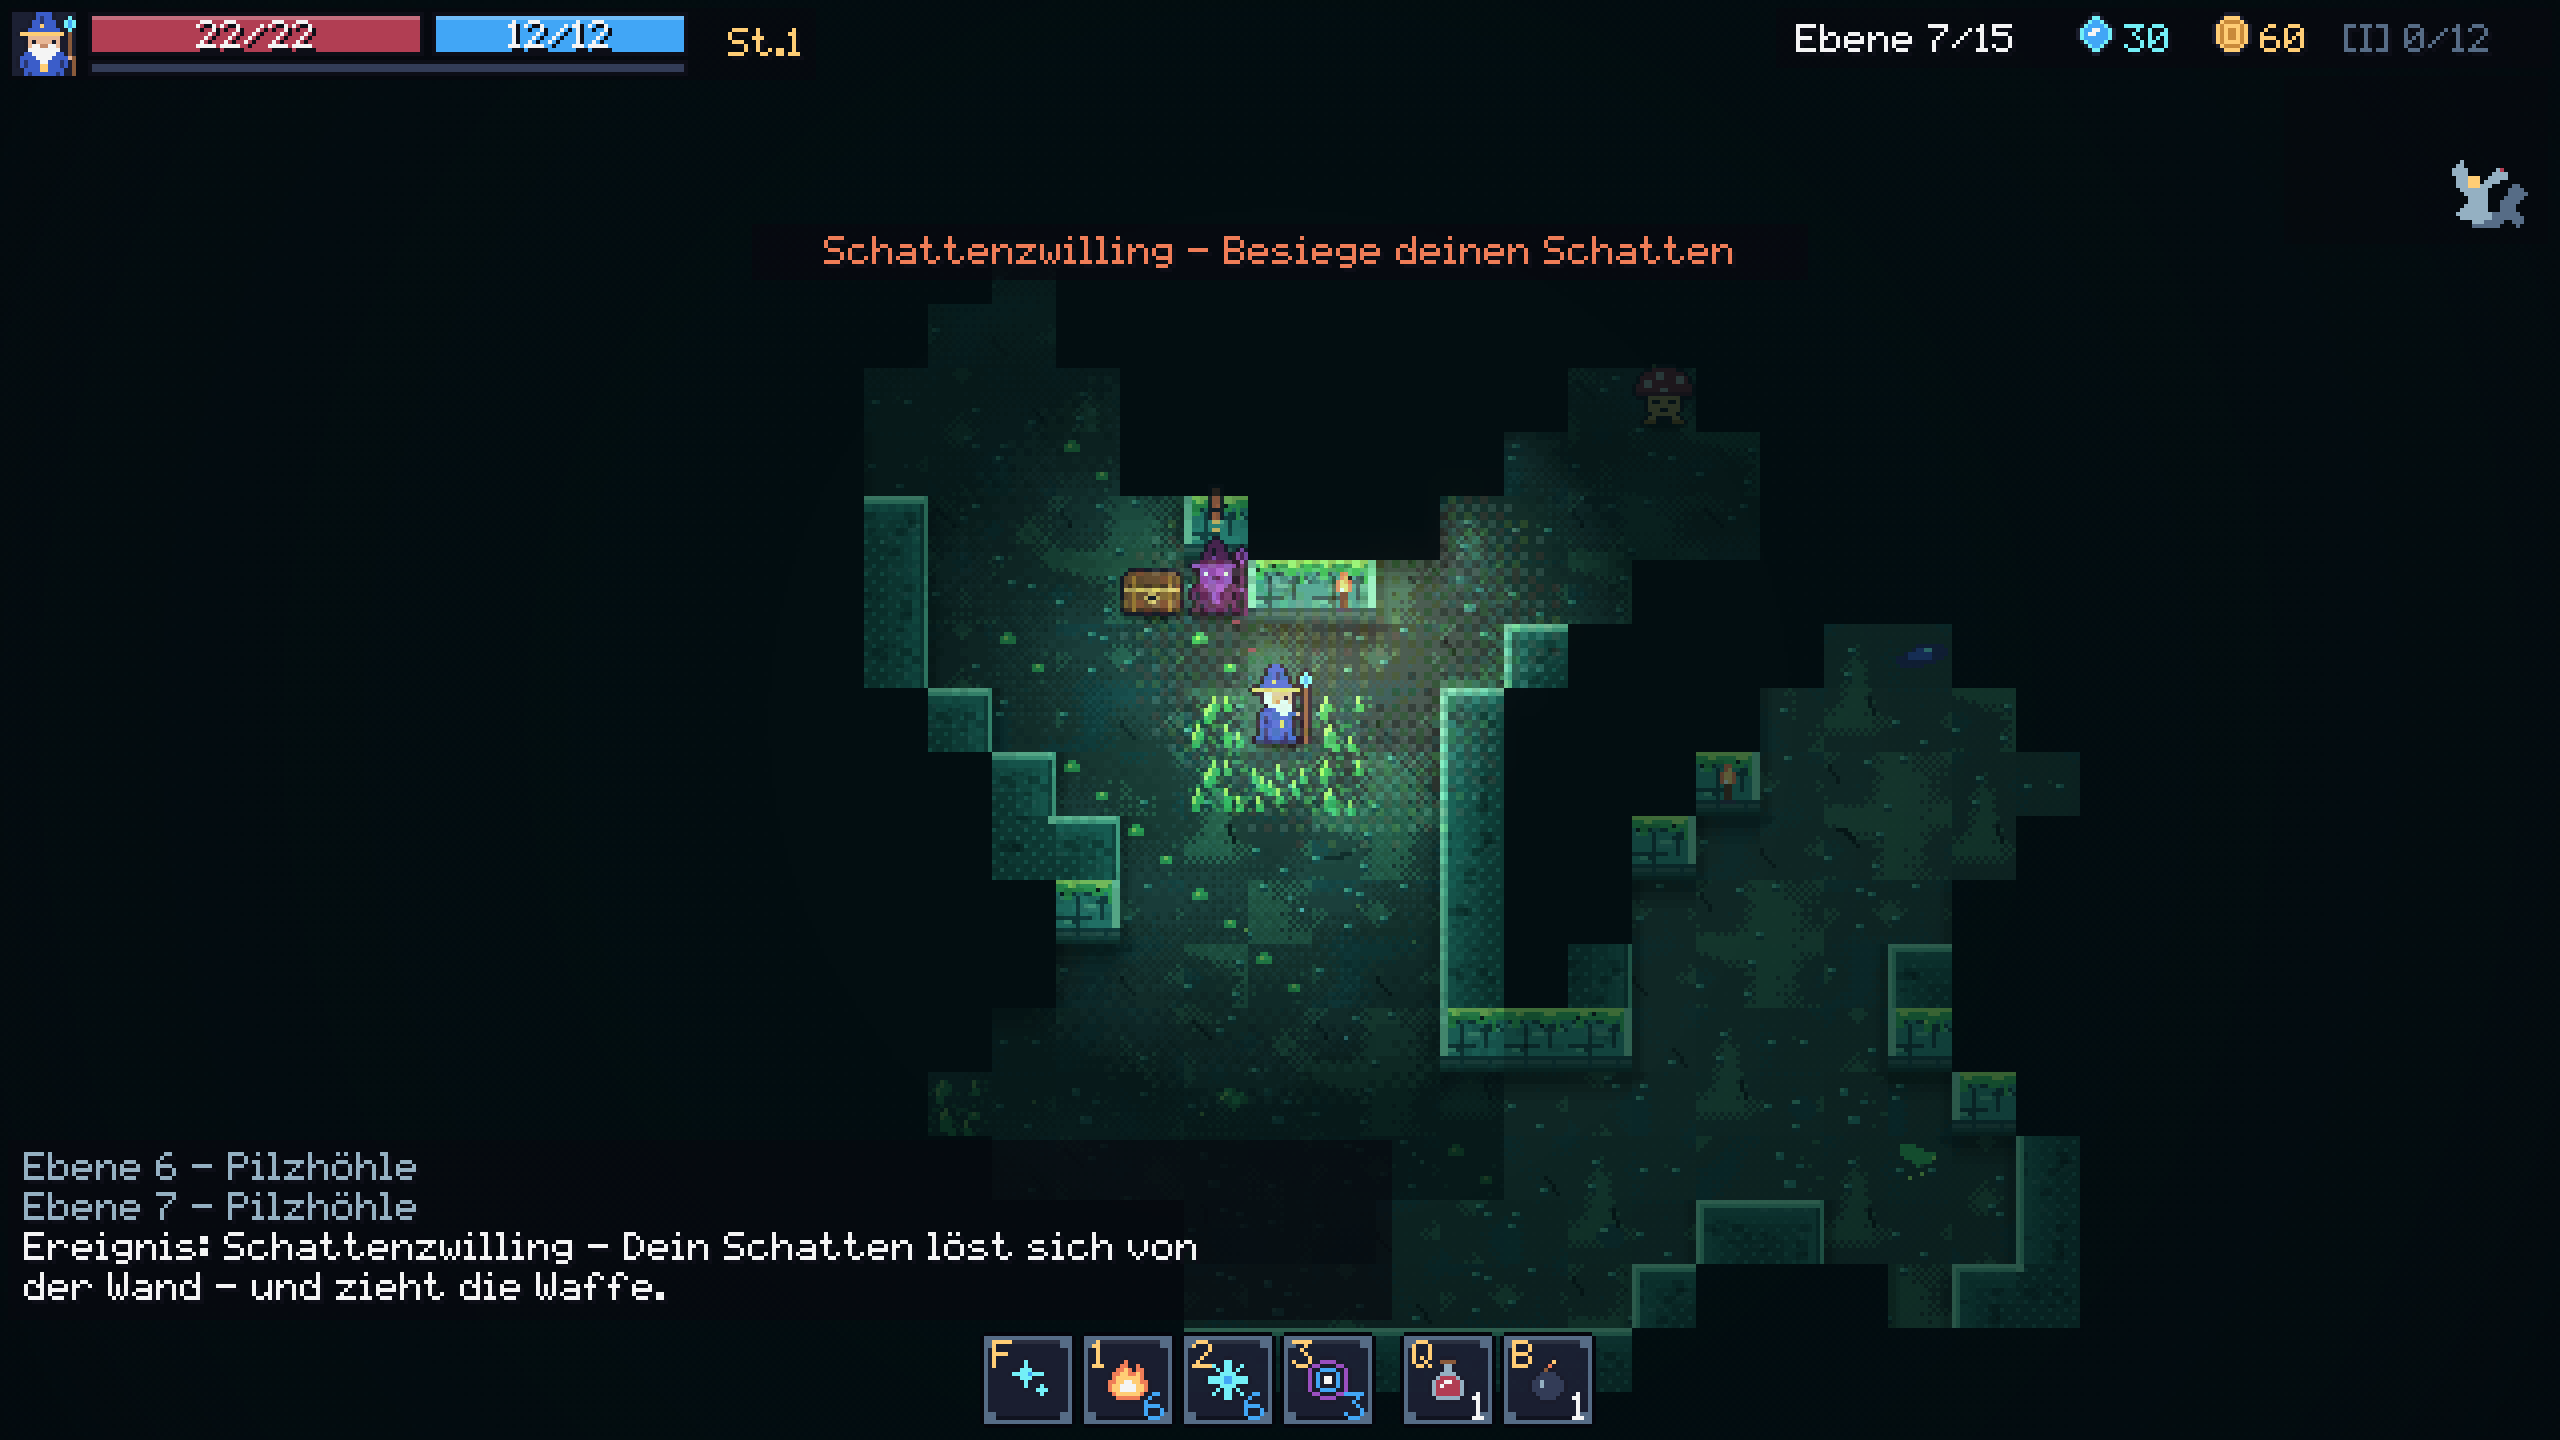 22/22 12/12 St.1 Ebene 7/15 30 60 [I] 0/12
Schattenzwilling - Besiege deinen Schatten
Ebene 6 - Pilzhöhle
Ebene 7 - Pilzhöhle
Ereignis: Schattenzwilling - Dein Schatten löst sich von
der Wand - und zieht die Waffe.
F 1 2 3 Q B
6 6 3 1 1